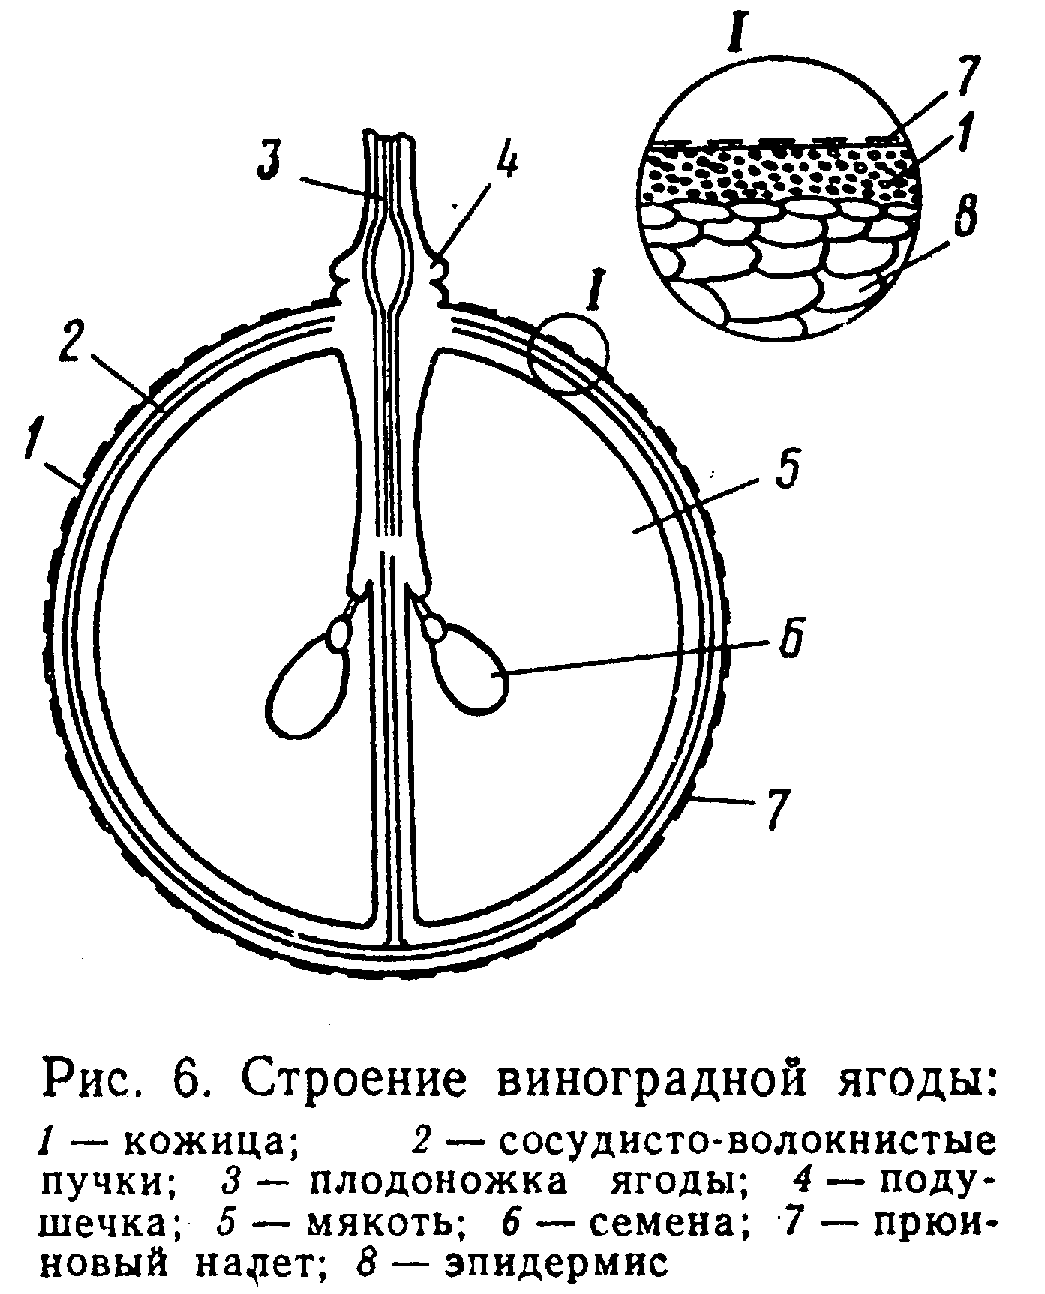 I
7
1
3
4
8
I
2
1
5
6
7
Рис. 6. Строение виноградной ягоды:
1 — кожица; 2 — сосудисто-волокнистые
пучки; 3 — плодоножка ягоды; 4 — поду-
шечка; 5 — мякоть; 6 — семена; 7 — прюи-
новый налет; 8 — эпидермис